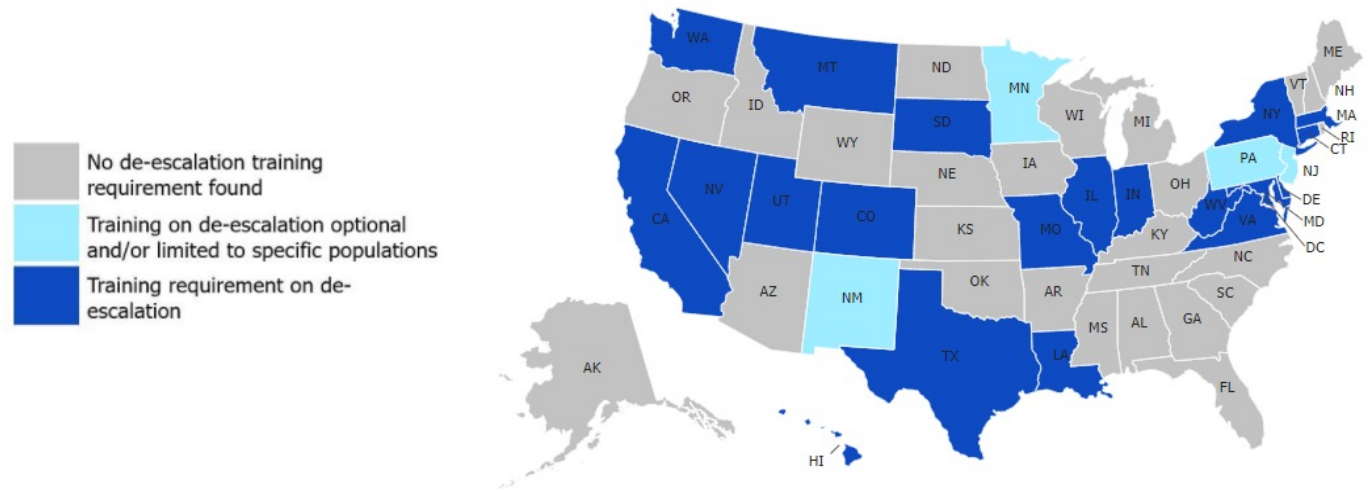 No de-escalation training
requirement found
Training on de-escalation optional
and/or limited to specific populations
Training requirement on de-
escalation
WA
MT
ND
MN
ME
VT
NH
OR
ID
WY
SD
WI
MI
NY
MA
RI
CT
NE
IA
PA
NJ
NV
UT
CO
IL
IN
OH
DE
MD
CA
KS
MO
WV
VA
DC
KY
NC
AZ
NM
OK
AR
TN
SC
MS
AL
GA
TX
LA
AK
FL
HI